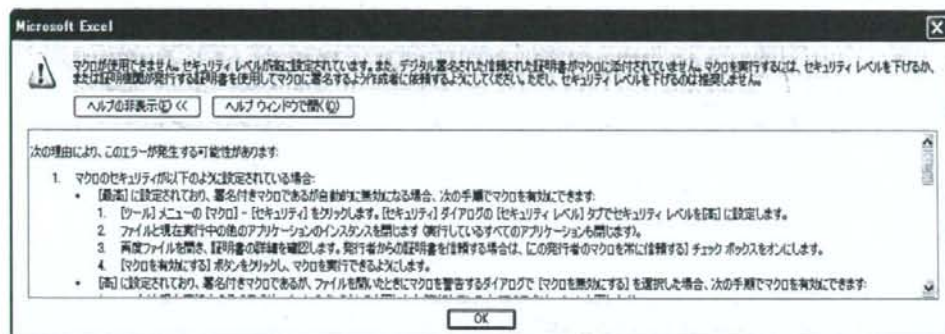 Microsoft Excel
マクロが使用できません。セキュリティ レベルが[高]に設定されています。また、デジタル署名された信頼された証明書がマクロに添付されていません。マクロを実行するには、セキュリティ レベルを下げるか、
または証明機関が発行する証明書を使用してマクロに署名するよう作成者に依頼するようにしてください。ただし、セキュリティ レベルを下げるのは推奨しません。
ヘルプの非表示(E) << ヘルプ ウィンドウで開く(Q)
次の理由により、このエラーが発生する可能性があります:
1. マクロのセキュリティが以下のように設定されている場合:
• [最高] に設定されており、署名付きマクロであるが自動的に無効になる場合、次の手順でマクロを有効にできます:
1. [ツール] メニューの [マクロ] - [セキュリティ] をクリックします。[セキュリティ] ダイアログの [セキュリティ レベル] タブでセキュリティ レベルを [高] に設定します。
2. ファイルと現在実行中の他のアプリケーションのインスタンスを閉じます (実行しているすべてのアプリケーションも閉じます)。
3. 再度ファイルを開き、証明書の詳細を確認します。発行者からの証明書を信頼する場合は、[この発行者のマクロを常に信頼する] チェック ボックスをオンにします。
4. [マクロを有効にする] ボタンをクリックし、マクロを実行できるようにします。
• [高] に設定されており、署名付きマクロであるが、ファイルを開いたときにマクロを警告するダイアログで [マクロを無効にする] を選択した場合、次の手順でマクロを有効にできます:
OK